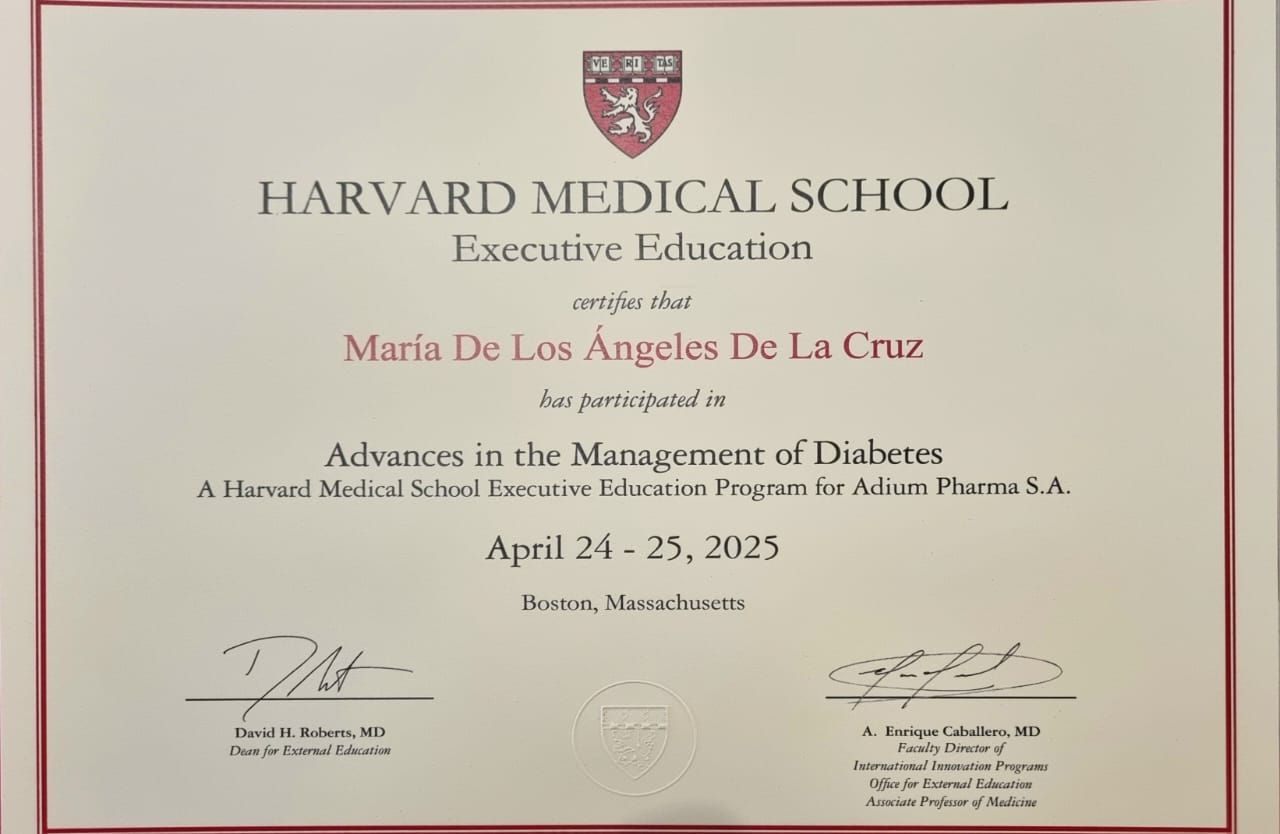 VE RI TAS
HARVARD MEDICAL SCHOOL
Executive Education
certifies that
María De Los Ángeles De La Cruz
has participated in
Advances in the Management of Diabetes
A Harvard Medical School Executive Education Program for Adium Pharma S.A.
April 24 - 25, 2025
Boston, Massachusetts
David H. Roberts, MD
Dean for External Education
A. Enrique Caballero, MD
Faculty Director of
International Innovation Programs
Office for External Education
Associate Professor of Medicine